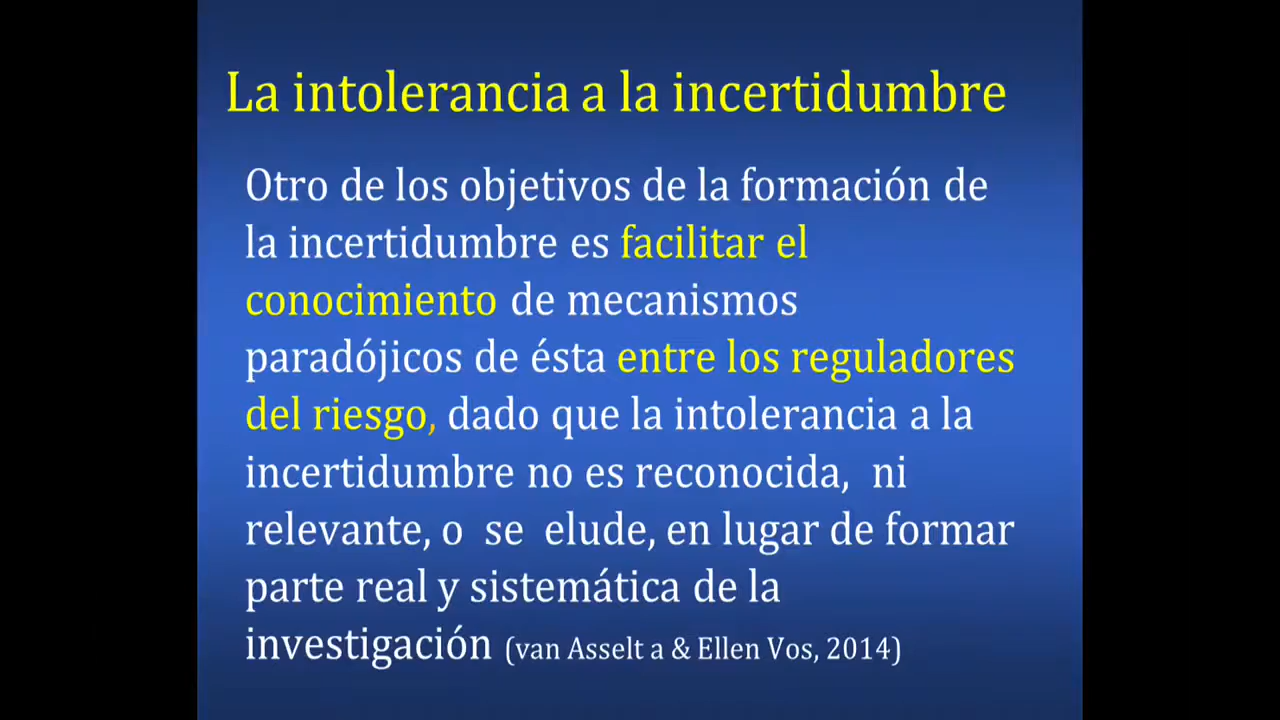 La intolerancia a la incertidumbre
Otro de los objetivos de la formación de
la incertidumbre es facilitar el
conocimiento de mecanismos
paradójicos de ésta entre los reguladores
del riesgo, dado que la intolerancia a la
incertidumbre no es reconocida, ni
relevante, o se elude, en lugar de formar
parte real y sistemática de la
investigación (van Asselt a & Ellen Vos, 2014)